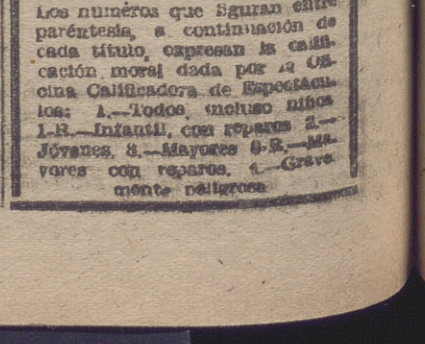 Los numéros que figuran entre
paréntesis, a continuación de
cada título, expresan la califi-
cación moral dada por la Ofi-
cina Calificadora de Espectácu-
los: 1.—Todos, incluso niños
1-R.—Infantil, con reparos 2.—
Jóvenes. 3.—Mayores 3-R.—Ma-
yores con reparos. 4.—Grave
mente peligrosa